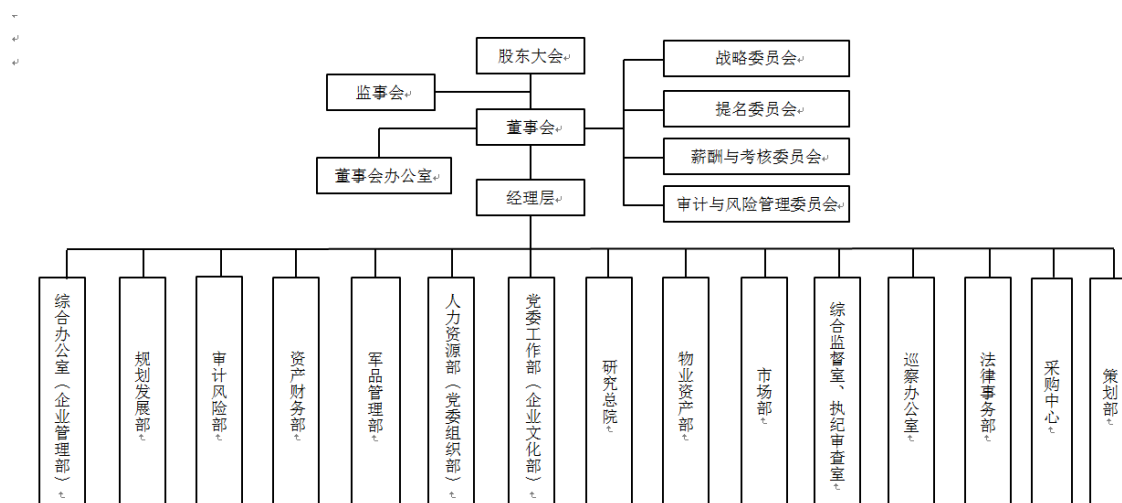 股东大会
战略委员会
监事会
提名委员会
董事会
薪酬与考核委员会
董事会办公室
经理层
审计与风险管理委员会
综合办公室（企业管理部）
规划发展部
审计风险部
资产财务部
军品管理部
人力资源部（党委组织部）
党委工作部（企业文化部）
研究总院
物业资产部
市场部
综合监督室、执纪审查室
巡察办公室
法律事务部
采购中心
策划部